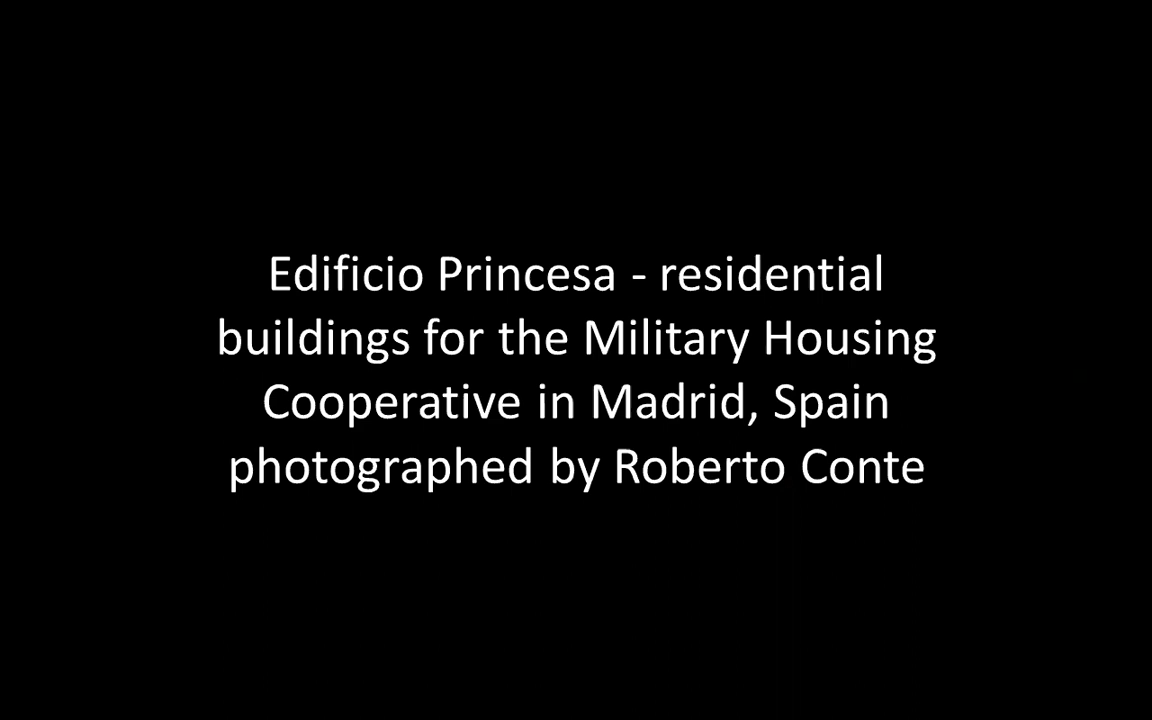 Edificio Princesa - residential
buildings for the Military Housing
Cooperative in Madrid, Spain
photographed by Roberto Conte